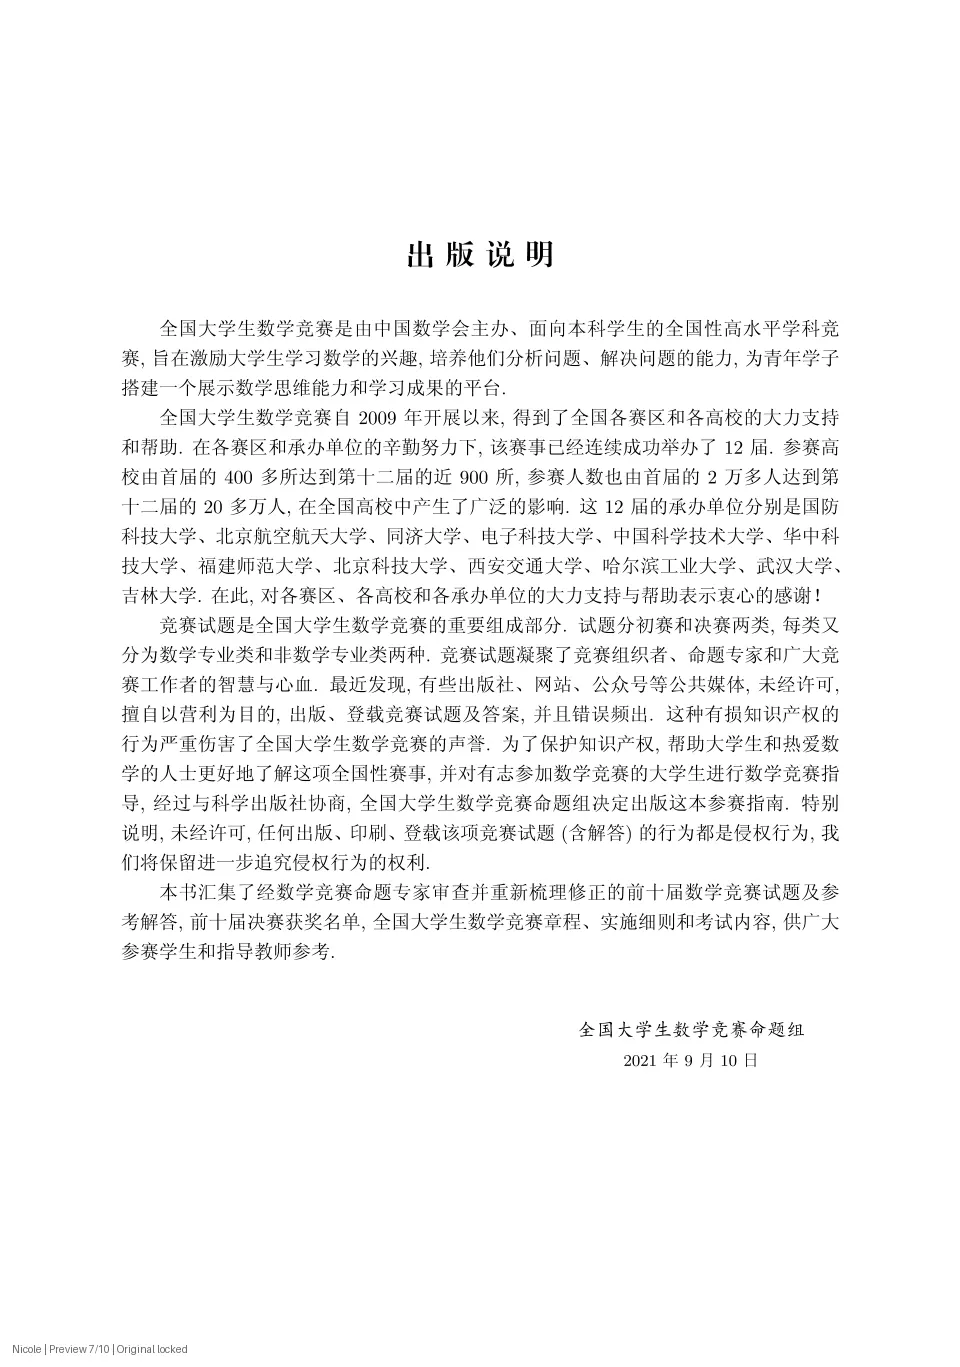 出版说明
全国大学生数学竞赛是由中国数学会主办、面向本科学生的全国性高水平学科竞
赛, 旨在激励大学生学习数学的兴趣, 培养他们分析问题、解决问题的能力, 为青年学子
搭建一个展示数学思维能力和学习成果的平台.
全国大学生数学竞赛自 2009 年开展以来, 得到了全国各赛区和各高校的大力支持
和帮助. 在各赛区和承办单位的辛勤努力下, 该赛事已经连续成功举办了 12 届. 参赛高
校由首届的 400 多所达到第十二届的近 900 所, 参赛人数也由首届的 2 万多人达到第
十二届的 20 多万人, 在全国高校中产生了广泛的影响. 这 12 届的承办单位分别是国防
科技大学、北京航空航天大学、同济大学、电子科技大学、中国科学技术大学、华中科
技大学、福建师范大学、北京科技大学、西安交通大学、哈尔滨工业大学、武汉大学、
吉林大学. 在此, 对各赛区、各高校和各承办单位的大力支持与帮助表示衷心的感谢!
竞赛试题是全国大学生数学竞赛的重要组成部分. 试题分初赛和决赛两类, 每类又
分为数学专业类和非数学专业类两种. 竞赛试题凝聚了竞赛组织者、命题专家和广大竞
赛工作者的智慧与心血. 最近发现, 有些出版社、网站、公众号等公共媒体, 未经许可,
擅自以营利为目的, 出版、登载竞赛试题及答案, 并且错误频出. 这种有损知识产权的
行为严重伤害了全国大学生数学竞赛的声誉. 为了保护知识产权, 帮助大学生和热爱数
学的人士更好地了解这项全国性赛事, 并对有志参加数学竞赛的大学生进行数学竞赛指
导, 经过与科学出版社协商, 全国大学生数学竞赛命题组决定出版这本参赛指南. 特别
说明, 未经许可, 任何出版、印刷、登载该项竞赛试题 (含解答) 的行为都是侵权行为, 我
们将保留进一步追究侵权行为的权利.
本书汇集了经数学竞赛命题专家审查并重新梳理修正的前十届数学竞赛试题及参
考解答, 前十届决赛获奖名单, 全国大学生数学竞赛章程、实施细则和考试内容, 供广大
参赛学生和指导教师参考.
全国大学生数学竞赛命题组
2021 年 9 月 10 日
Nicole | Preview 7/10 | Original locked